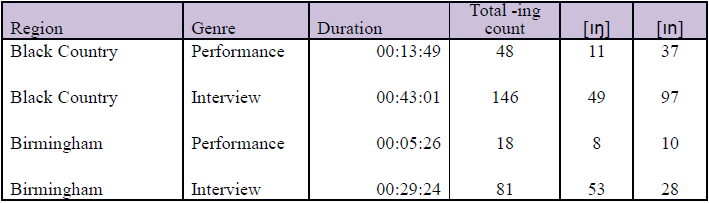 Region Genre Duration Total -ing count [ɪŋ] [ɪn]
Black Country Performance 00:13:49 48 11 37
Black Country Interview 00:43:01 146 49 97
Birmingham Performance 00:05:26 18 8 10
Birmingham Interview 00:29:24 81 53 28